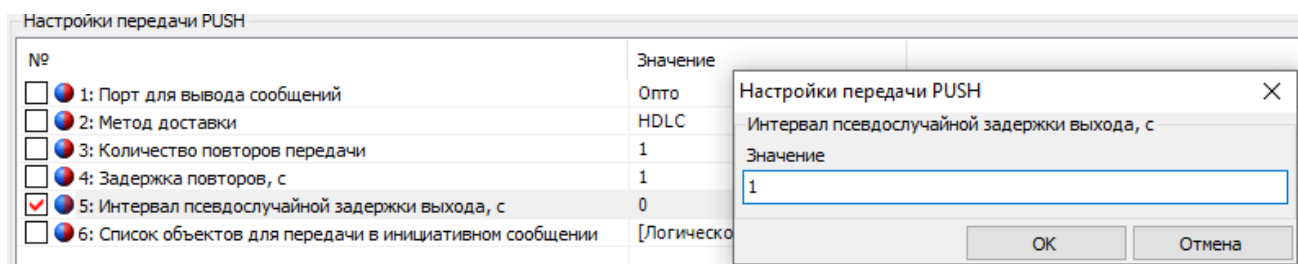 Настройки передачи PUSH
№ Значение
1: Порт для вывода сообщений Опто
2: Метод доставки HDLC
3: Количество повторов передачи 1
4: Задержка повторов, с 1
5: Интервал псевдослучайной задержки выхода, с 0
6: Список объектов для передачи в инициативном сообщении [Логическо
Настройки передачи PUSH
Интервал псевдослучайной задержки выхода, с
Значение
1
OK Отмена